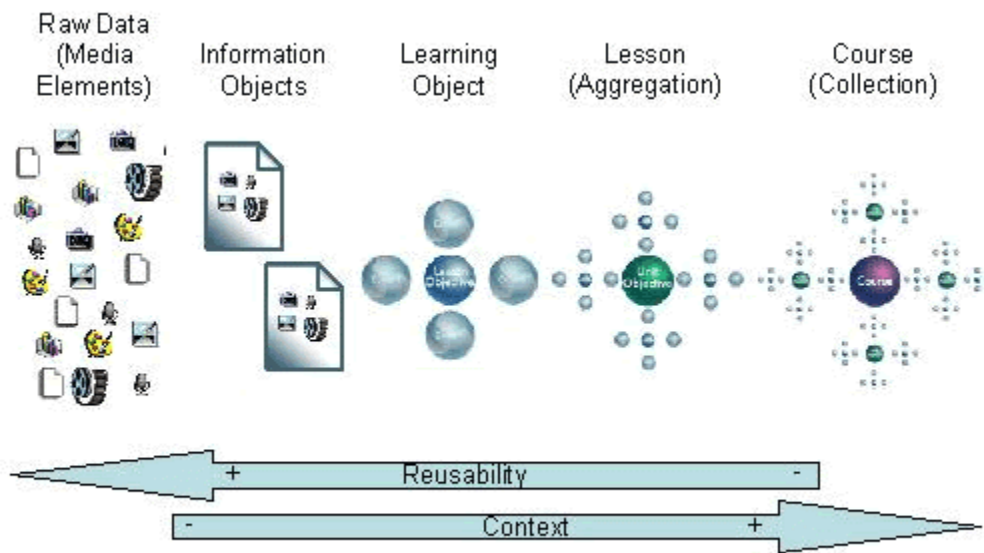 Raw Data
(Media
Elements)
Information
Objects
Learning
Object
Lesson
(Aggregation)
Course
(Collection)
Lesson
Objective
Unit
Objective
Course
+ Reusability -
- Context +